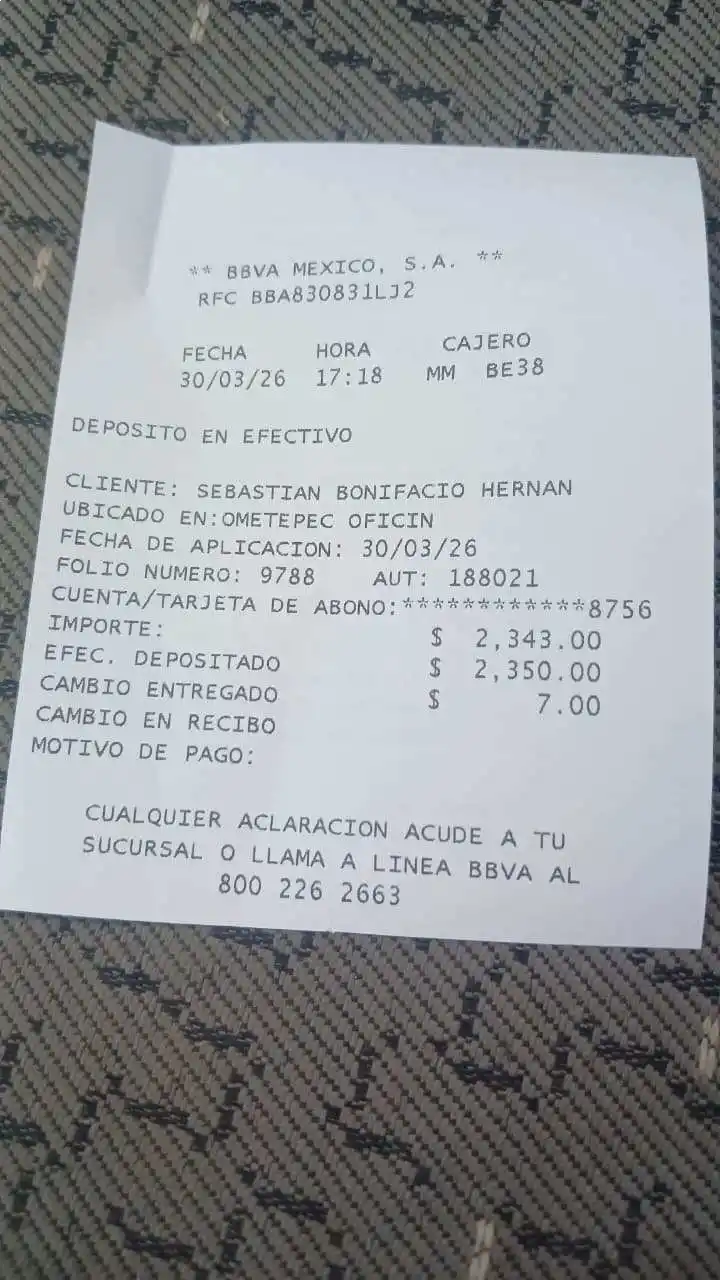 ** BBVA MEXICO, S.A. **
RFC BBA830831LJ2
FECHA HORA CAJERO
30/03/26 17:18 MM BE38
DEPOSITO EN EFECTIVO
CLIENTE: SEBASTIAN BONIFACIO HERNAN
UBICADO EN:OMETEPEC OFICIN
FECHA DE APLICACION: 30/03/26
FOLIO NUMERO: 9788 AUT: 188021
CUENTA/TARJETA DE ABONO:************8756
IMPORTE: $ 2,343.00
EFEC. DEPOSITADO $ 2,350.00
CAMBIO ENTREGADO $ 7.00
CAMBIO EN RECIBO
MOTIVO DE PAGO:
CUALQUIER ACLARACION ACUDE A TU
SUCURSAL O LLAMA A LINEA BBVA AL
800 226 2663